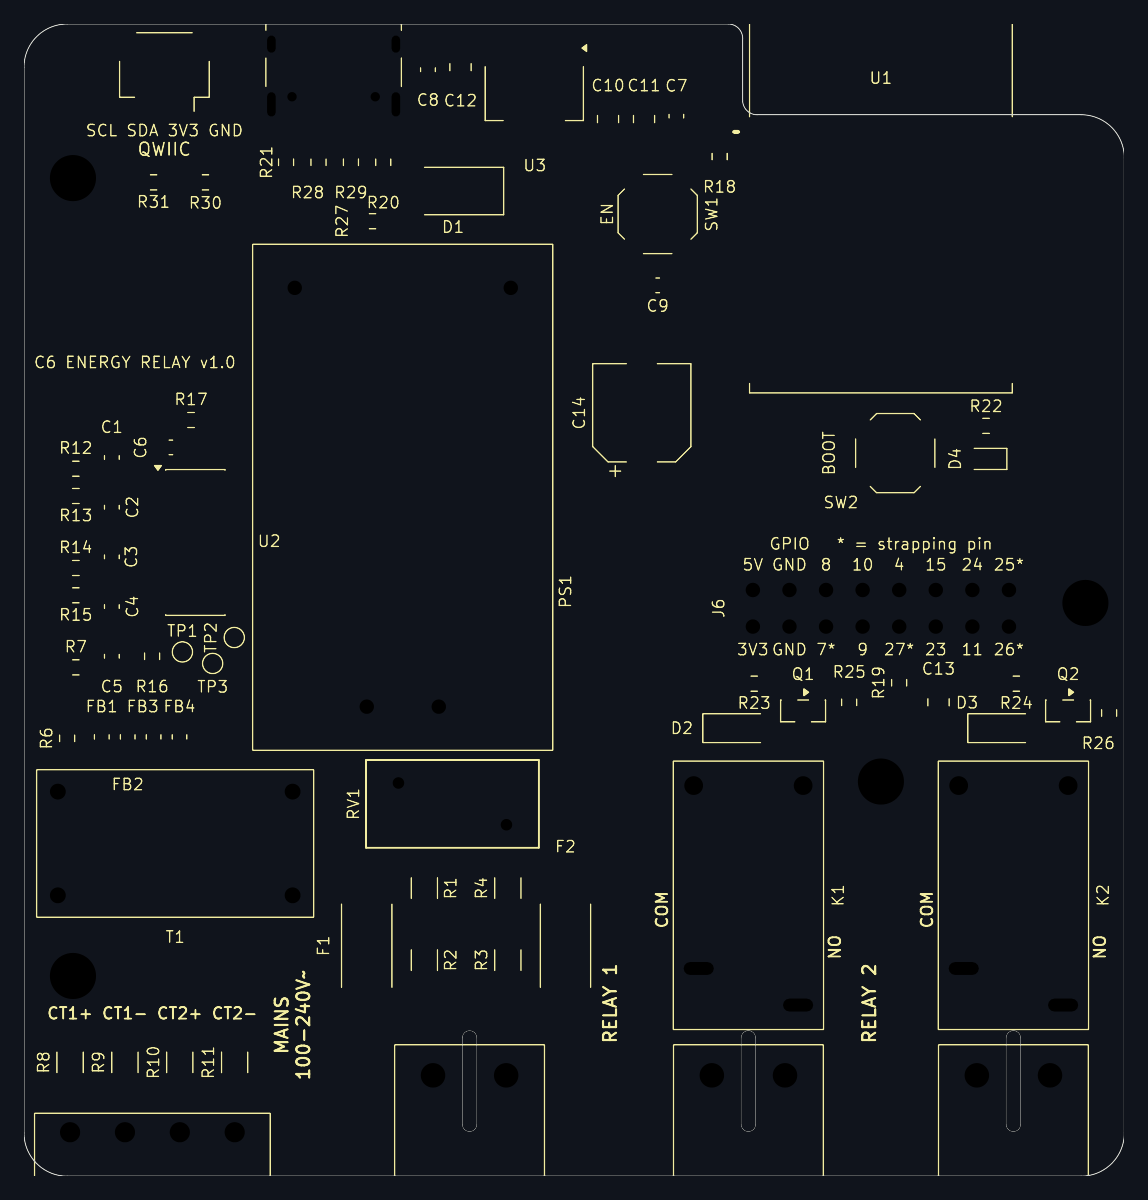 U1
C10 C11 C7
C8 C12
SCL SDA 3V3 GND
QWIIC
R21
U3
R28 R29
R18
R31 R30
R20
R27
D1
EN
SW1
C9
C6 ENERGY RELAY v1.0
R17
C14
+
R22
C1
C6
R12
BOOT
D4
SW2
R13
C2
U2
R14
C3
GPIO * = strapping pin
5V GND 8 10 4 15 24 25*
PS1
J6
R15
C4
TP1
TP2
R7
3V3 GND 7* 9 27* 23 11 26*
C5 R16
TP3
Q1
R25
R19
C13
Q2
FB1 FB3 FB4
R23
D3
R24
R6
D2
R26
FB2
RV1
F2
R1
R4
COM
K1
COM
K2
T1
F1
R2
R3
NO
NO
CT1+ CT1- CT2+ CT2-
MAINS
100-240V~
RELAY 1
RELAY 2
R8
R9
R10
R11